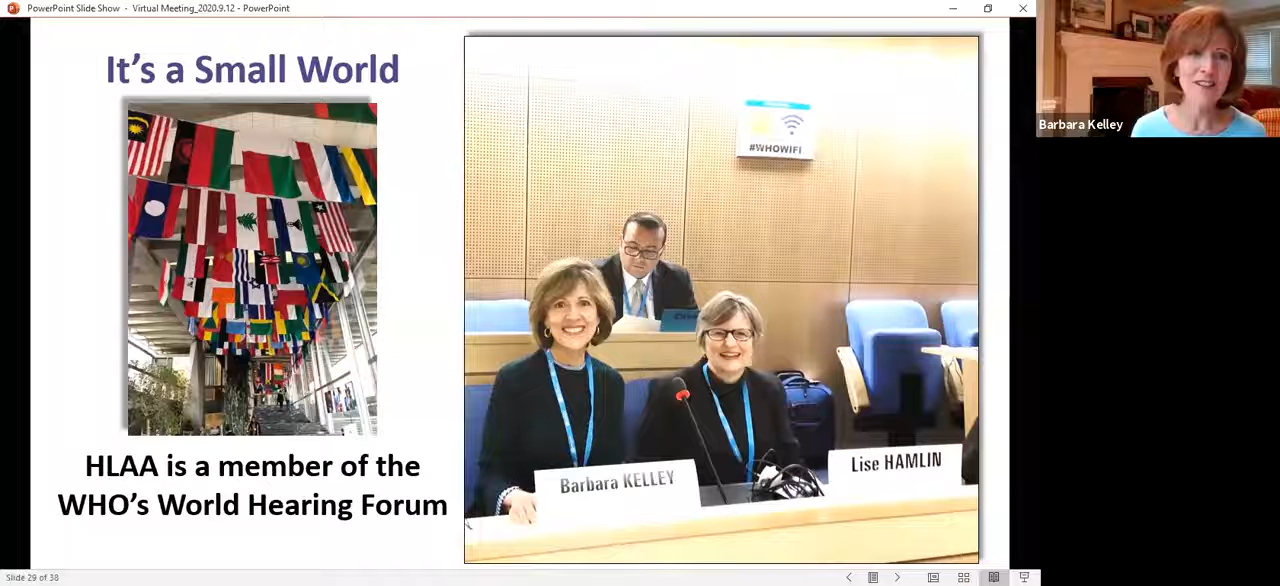 PowerPoint Slide Show - Virtual Meeting_2020.9.12 - PowerPoint
It's a Small World
#WHOWIFI
Barbara Kelley
HLAA is a member of the
WHO's World Hearing Forum
Barbara KELLEY
Lise HAMLIN
Slide 29 of 38